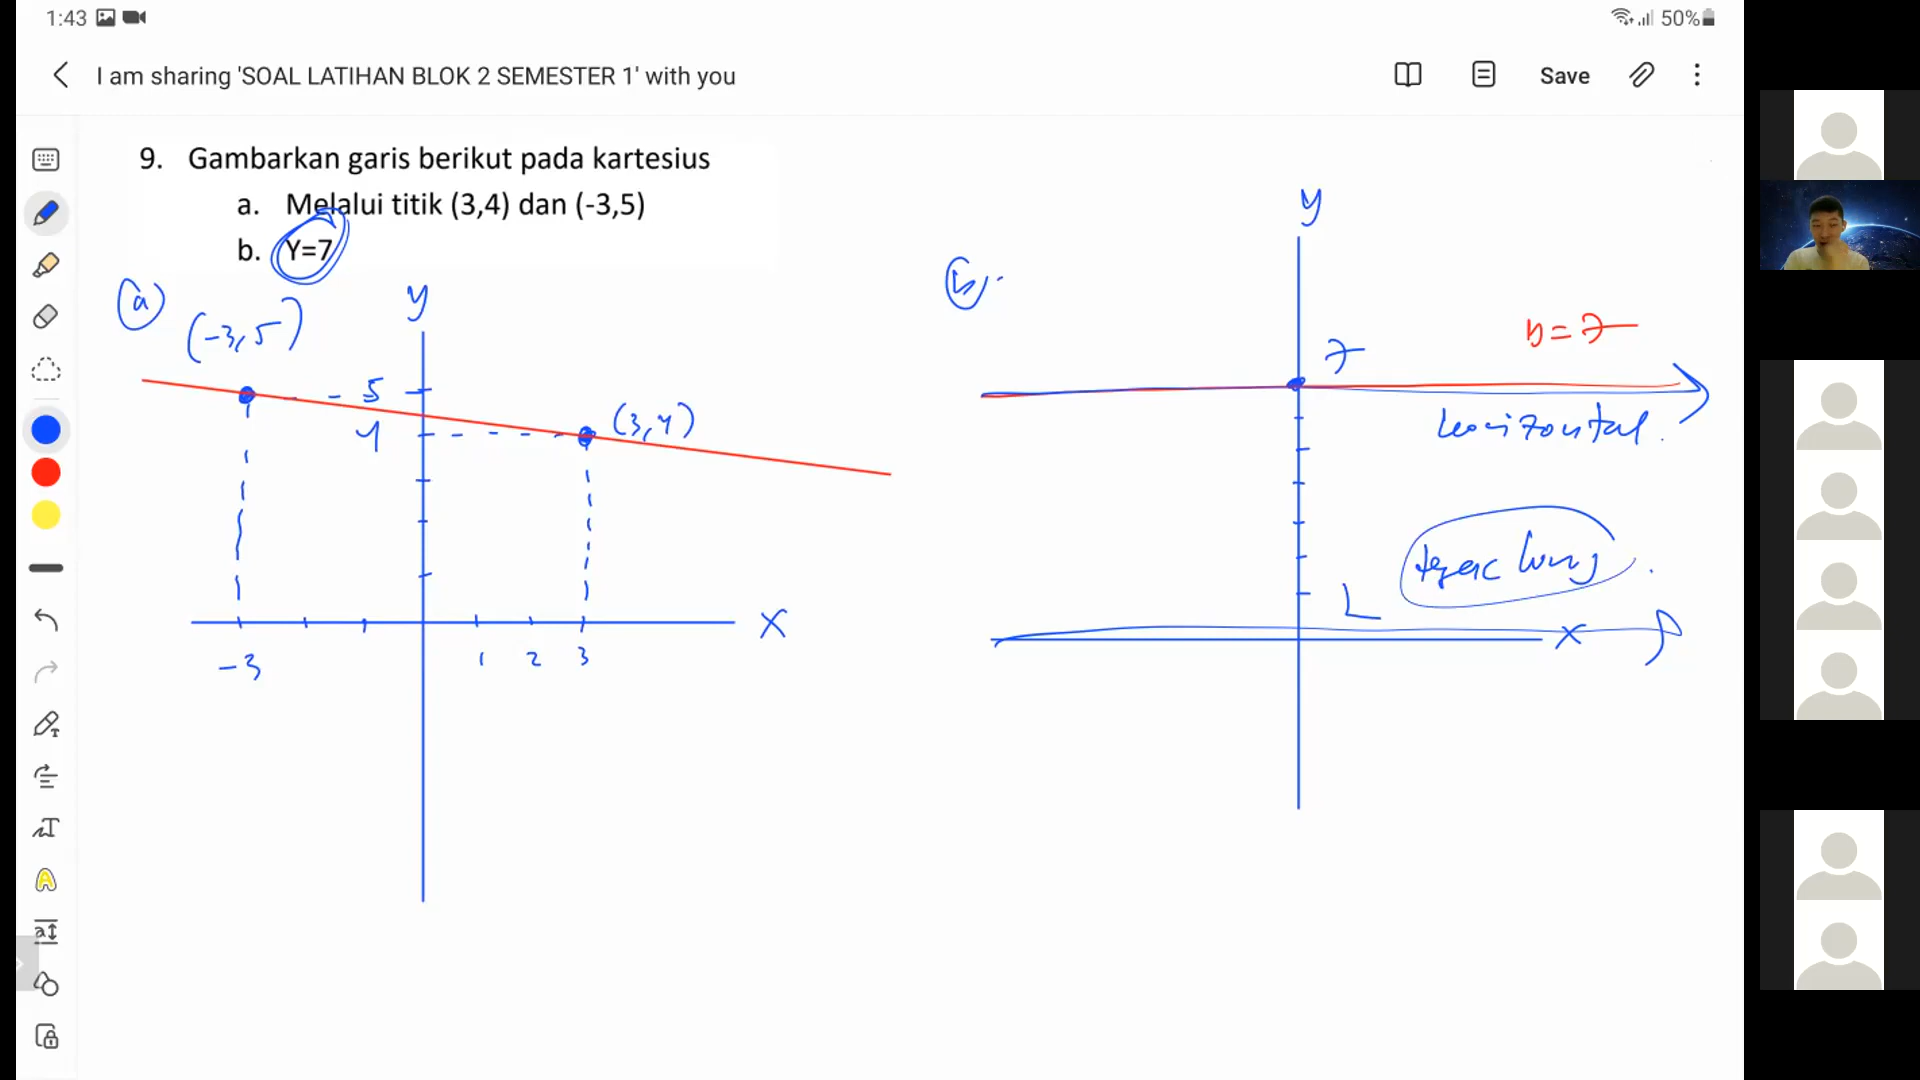 1:43
50%
I am sharing 'SOAL LATIHAN BLOK 2 SEMESTER 1' with you
Save
9. Gambarkan garis berikut pada kartesius
a. Melalui titik (3,4) dan (-3,5)
b. Y=7
(a)
(-3,5)
y
5
4
(3,4)
x
-3
1 2 3
(b).
y
7
y=7
horizontal.
tegak lurus.
x